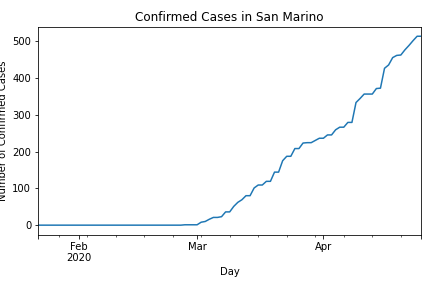 Confirmed Cases in San Marino
500
400
300
200
100
0
Number of Confirmed Cases
Feb
2020
Mar
Apr
Day